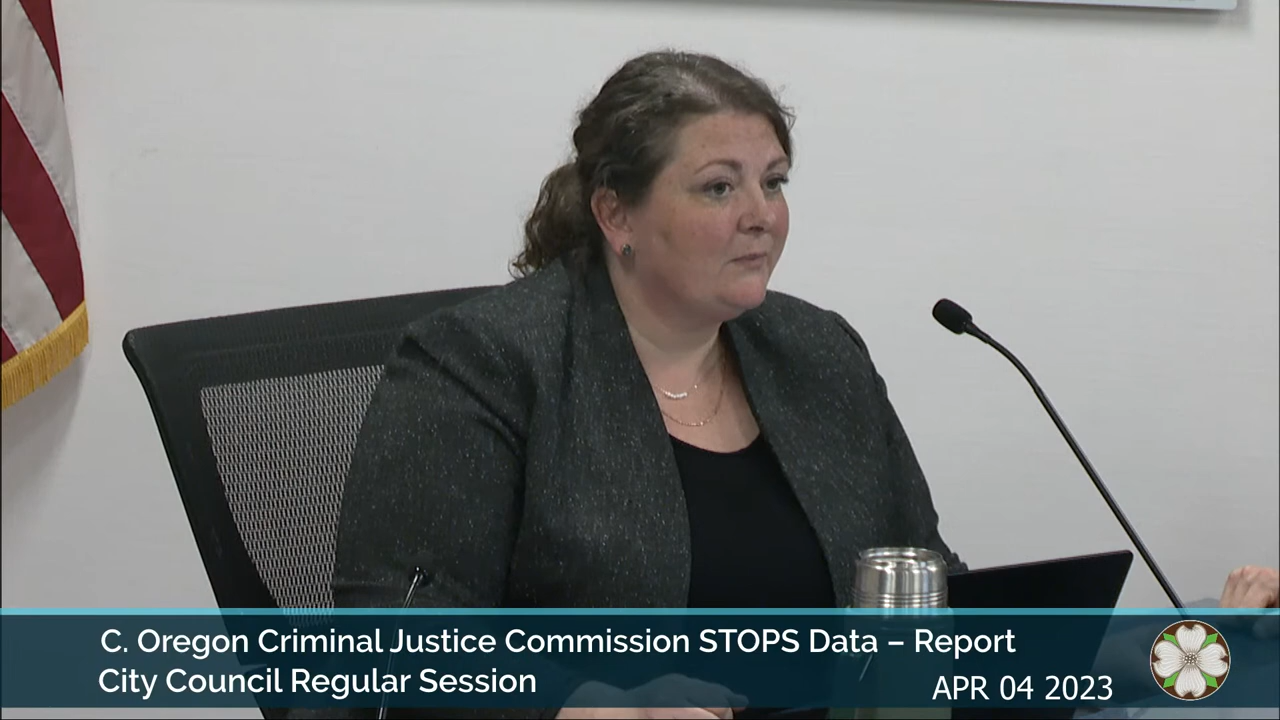 C. Oregon Criminal Justice Commission STOPS Data – Report
City Council Regular Session
APR 04 2023